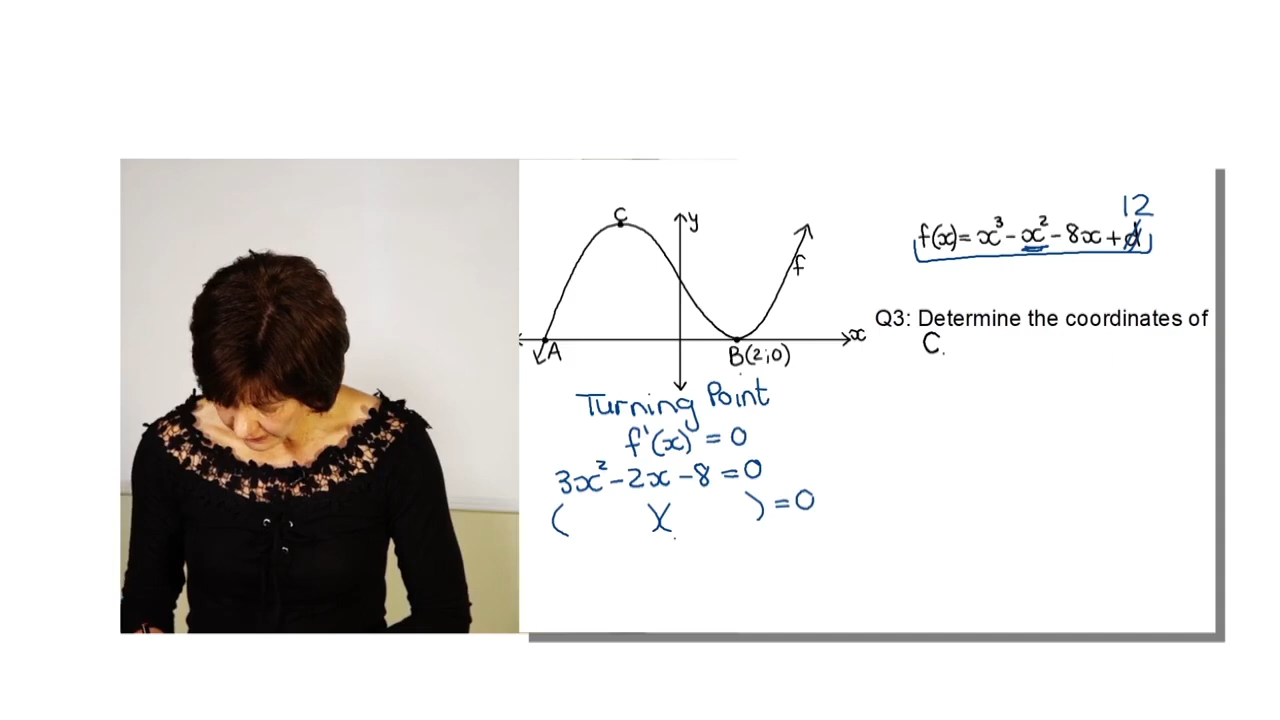 C
y
f
A
B(2;0)
x
12
f(x) = x³ - x² - 8x + d
Q3: Determine the coordinates of
C.
Turning Point
f'(x) = 0
3x² - 2x - 8 = 0
( )( ) = 0